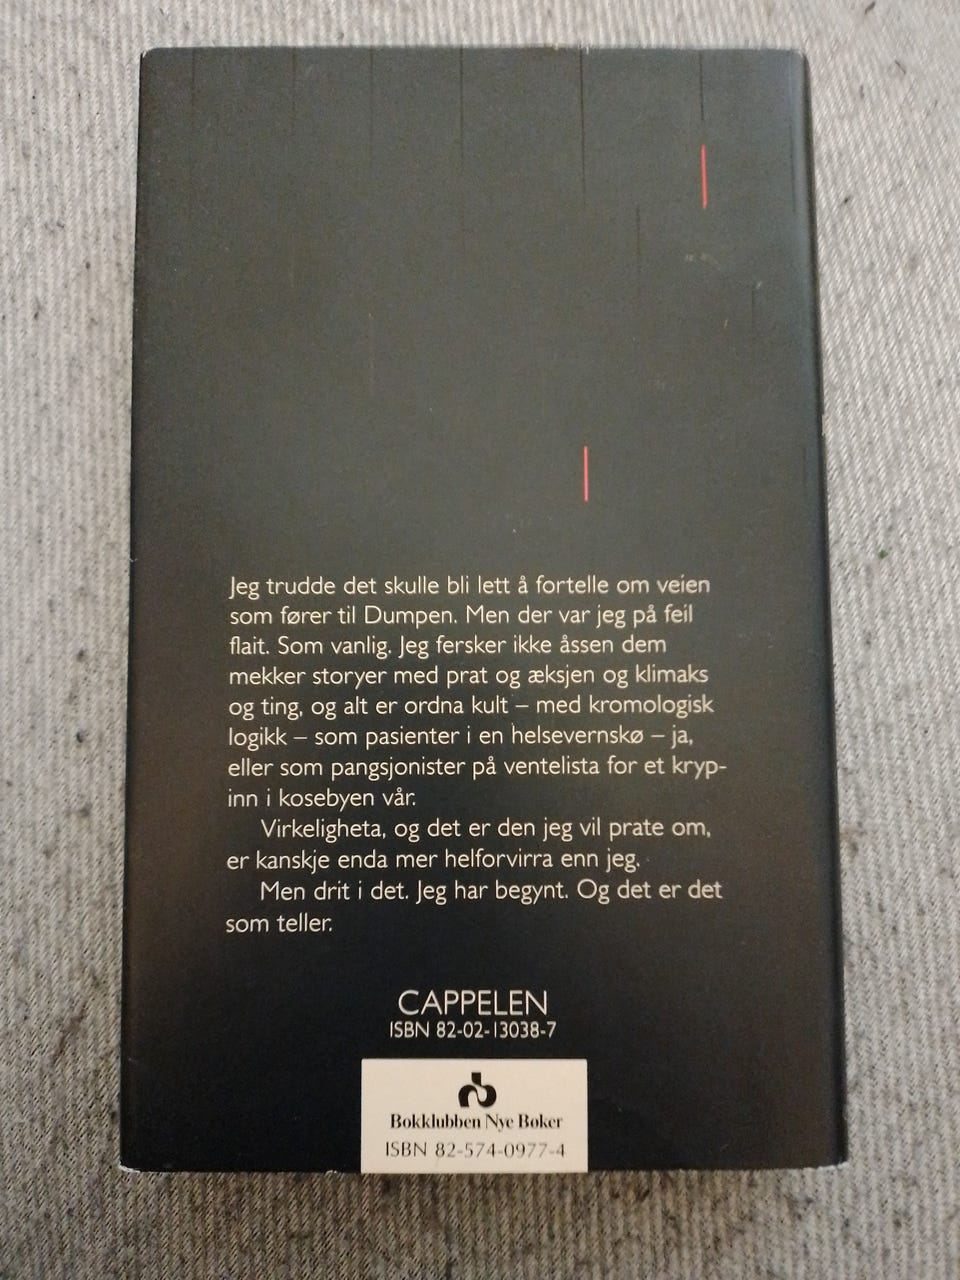 Jeg trudde det skulle bli lett å fortelle om veien
som fører til Dumpen. Men der var jeg på feil
flait. Som vanlig. Jeg fersker ikke åssen dem
mekker storyer med prat og æksjen og klimaks
og ting, og alt er ordna kult – med kromologisk
logikk – som pasienter i en helsevernskø – ja,
eller som pangsjonister på ventelista for et kryp-
inn i kosebyen vår.
Virkeligheta, og det er den jeg vil prate om,
er kanskje enda mer helforvirra enn jeg.
Men drit i det. Jeg har begynt. Og det er det
som teller.
CAPPELEN
ISBN 82-02-13038-7
Bokklubben Nye Bøker
ISBN 82-574-0977-4